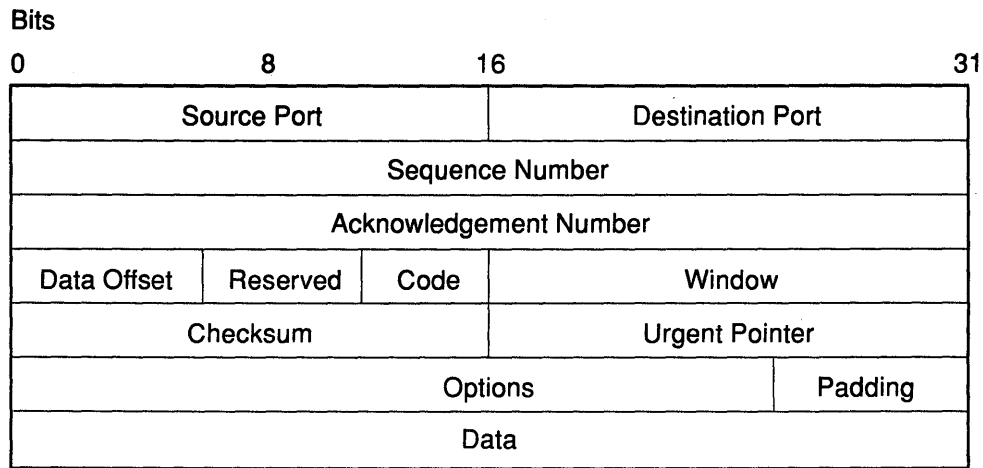 Bits
0 8 16 31
Source Port Destination Port
Sequence Number
Acknowledgement Number
Data Offset Reserved Code Window
Checksum Urgent Pointer
Options Padding
Data